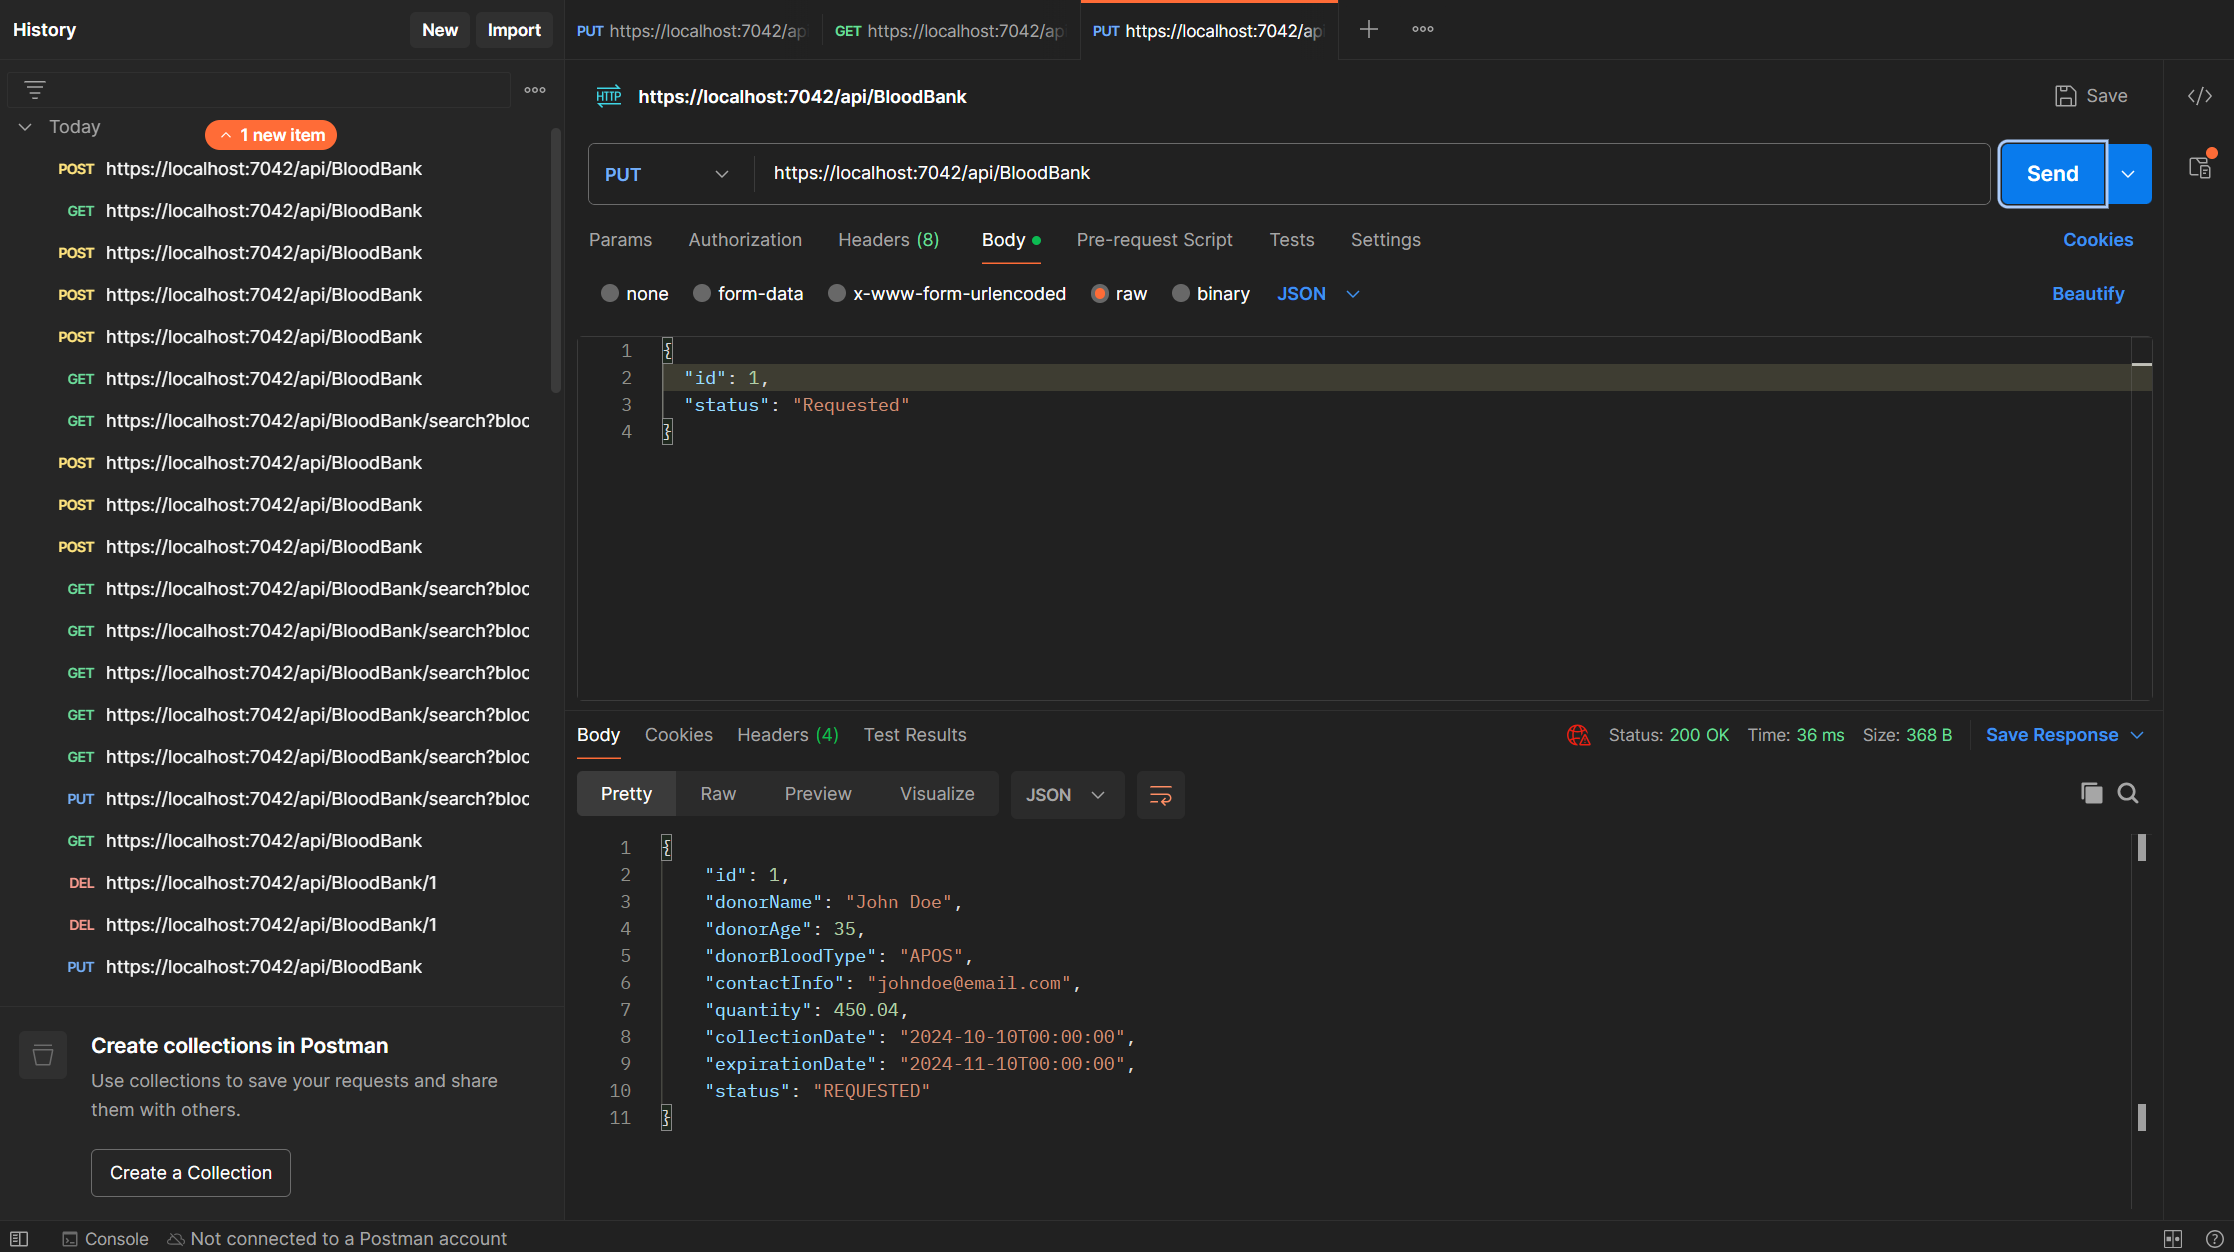 History
New
Import
Today
1 new item
POST https://localhost:7042/api/BloodBank
GET https://localhost:7042/api/BloodBank
POST https://localhost:7042/api/BloodBank
POST https://localhost:7042/api/BloodBank
POST https://localhost:7042/api/BloodBank
GET https://localhost:7042/api/BloodBank
GET https://localhost:7042/api/BloodBank/search?bloc
POST https://localhost:7042/api/BloodBank
POST https://localhost:7042/api/BloodBank
POST https://localhost:7042/api/BloodBank
GET https://localhost:7042/api/BloodBank/search?bloc
GET https://localhost:7042/api/BloodBank/search?bloc
GET https://localhost:7042/api/BloodBank/search?bloc
GET https://localhost:7042/api/BloodBank/search?bloc
GET https://localhost:7042/api/BloodBank/search?bloc
PUT https://localhost:7042/api/BloodBank/search?bloc
GET https://localhost:7042/api/BloodBank
DEL https://localhost:7042/api/BloodBank/1
DEL https://localhost:7042/api/BloodBank/1
PUT https://localhost:7042/api/BloodBank
Create collections in Postman
Use collections to save your requests and share
them with others.
Create a Collection
PUT https://localhost:7042/api
GET https://localhost:7042/ap
PUT https://localhost:7042/api
HTTP https://localhost:7042/api/BloodBank
Save
PUT https://localhost:7042/api/BloodBank
Send
Params Authorization Headers (8) Body Pre-request Script Tests Settings Cookies
none form-data x-www-form-urlencoded raw binary JSON Beautify
1 {
2 "id": 1,
3 "status": "Requested"
4 }
Body Cookies Headers (4) Test Results Status: 200 OK Time: 36 ms Size: 368 B Save Response
Pretty Raw Preview Visualize JSON
1 {
2 "id": 1,
3 "donorName": "John Doe",
4 "donorAge": 35,
5 "donorBloodType": "APOS",
6 "contactInfo": "johndoe@email.com",
7 "quantity": 450.04,
8 "collectionDate": "2024-10-10T00:00:00",
9 "expirationDate": "2024-11-10T00:00:00",
10 "status": "REQUESTED"
11 }
Console Not connected to a Postman account